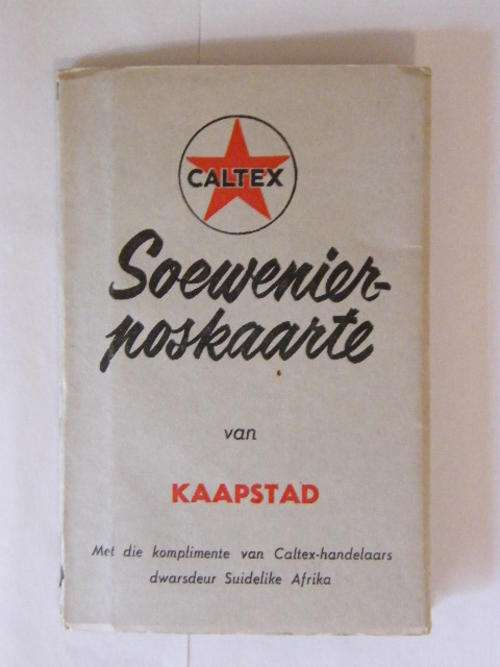 CALTEX
Soewenier-
poskaarte
van
KAAPSTAD
Met die komplimente van Caltex-handelaars
dwarsdeur Suidelike Afrika